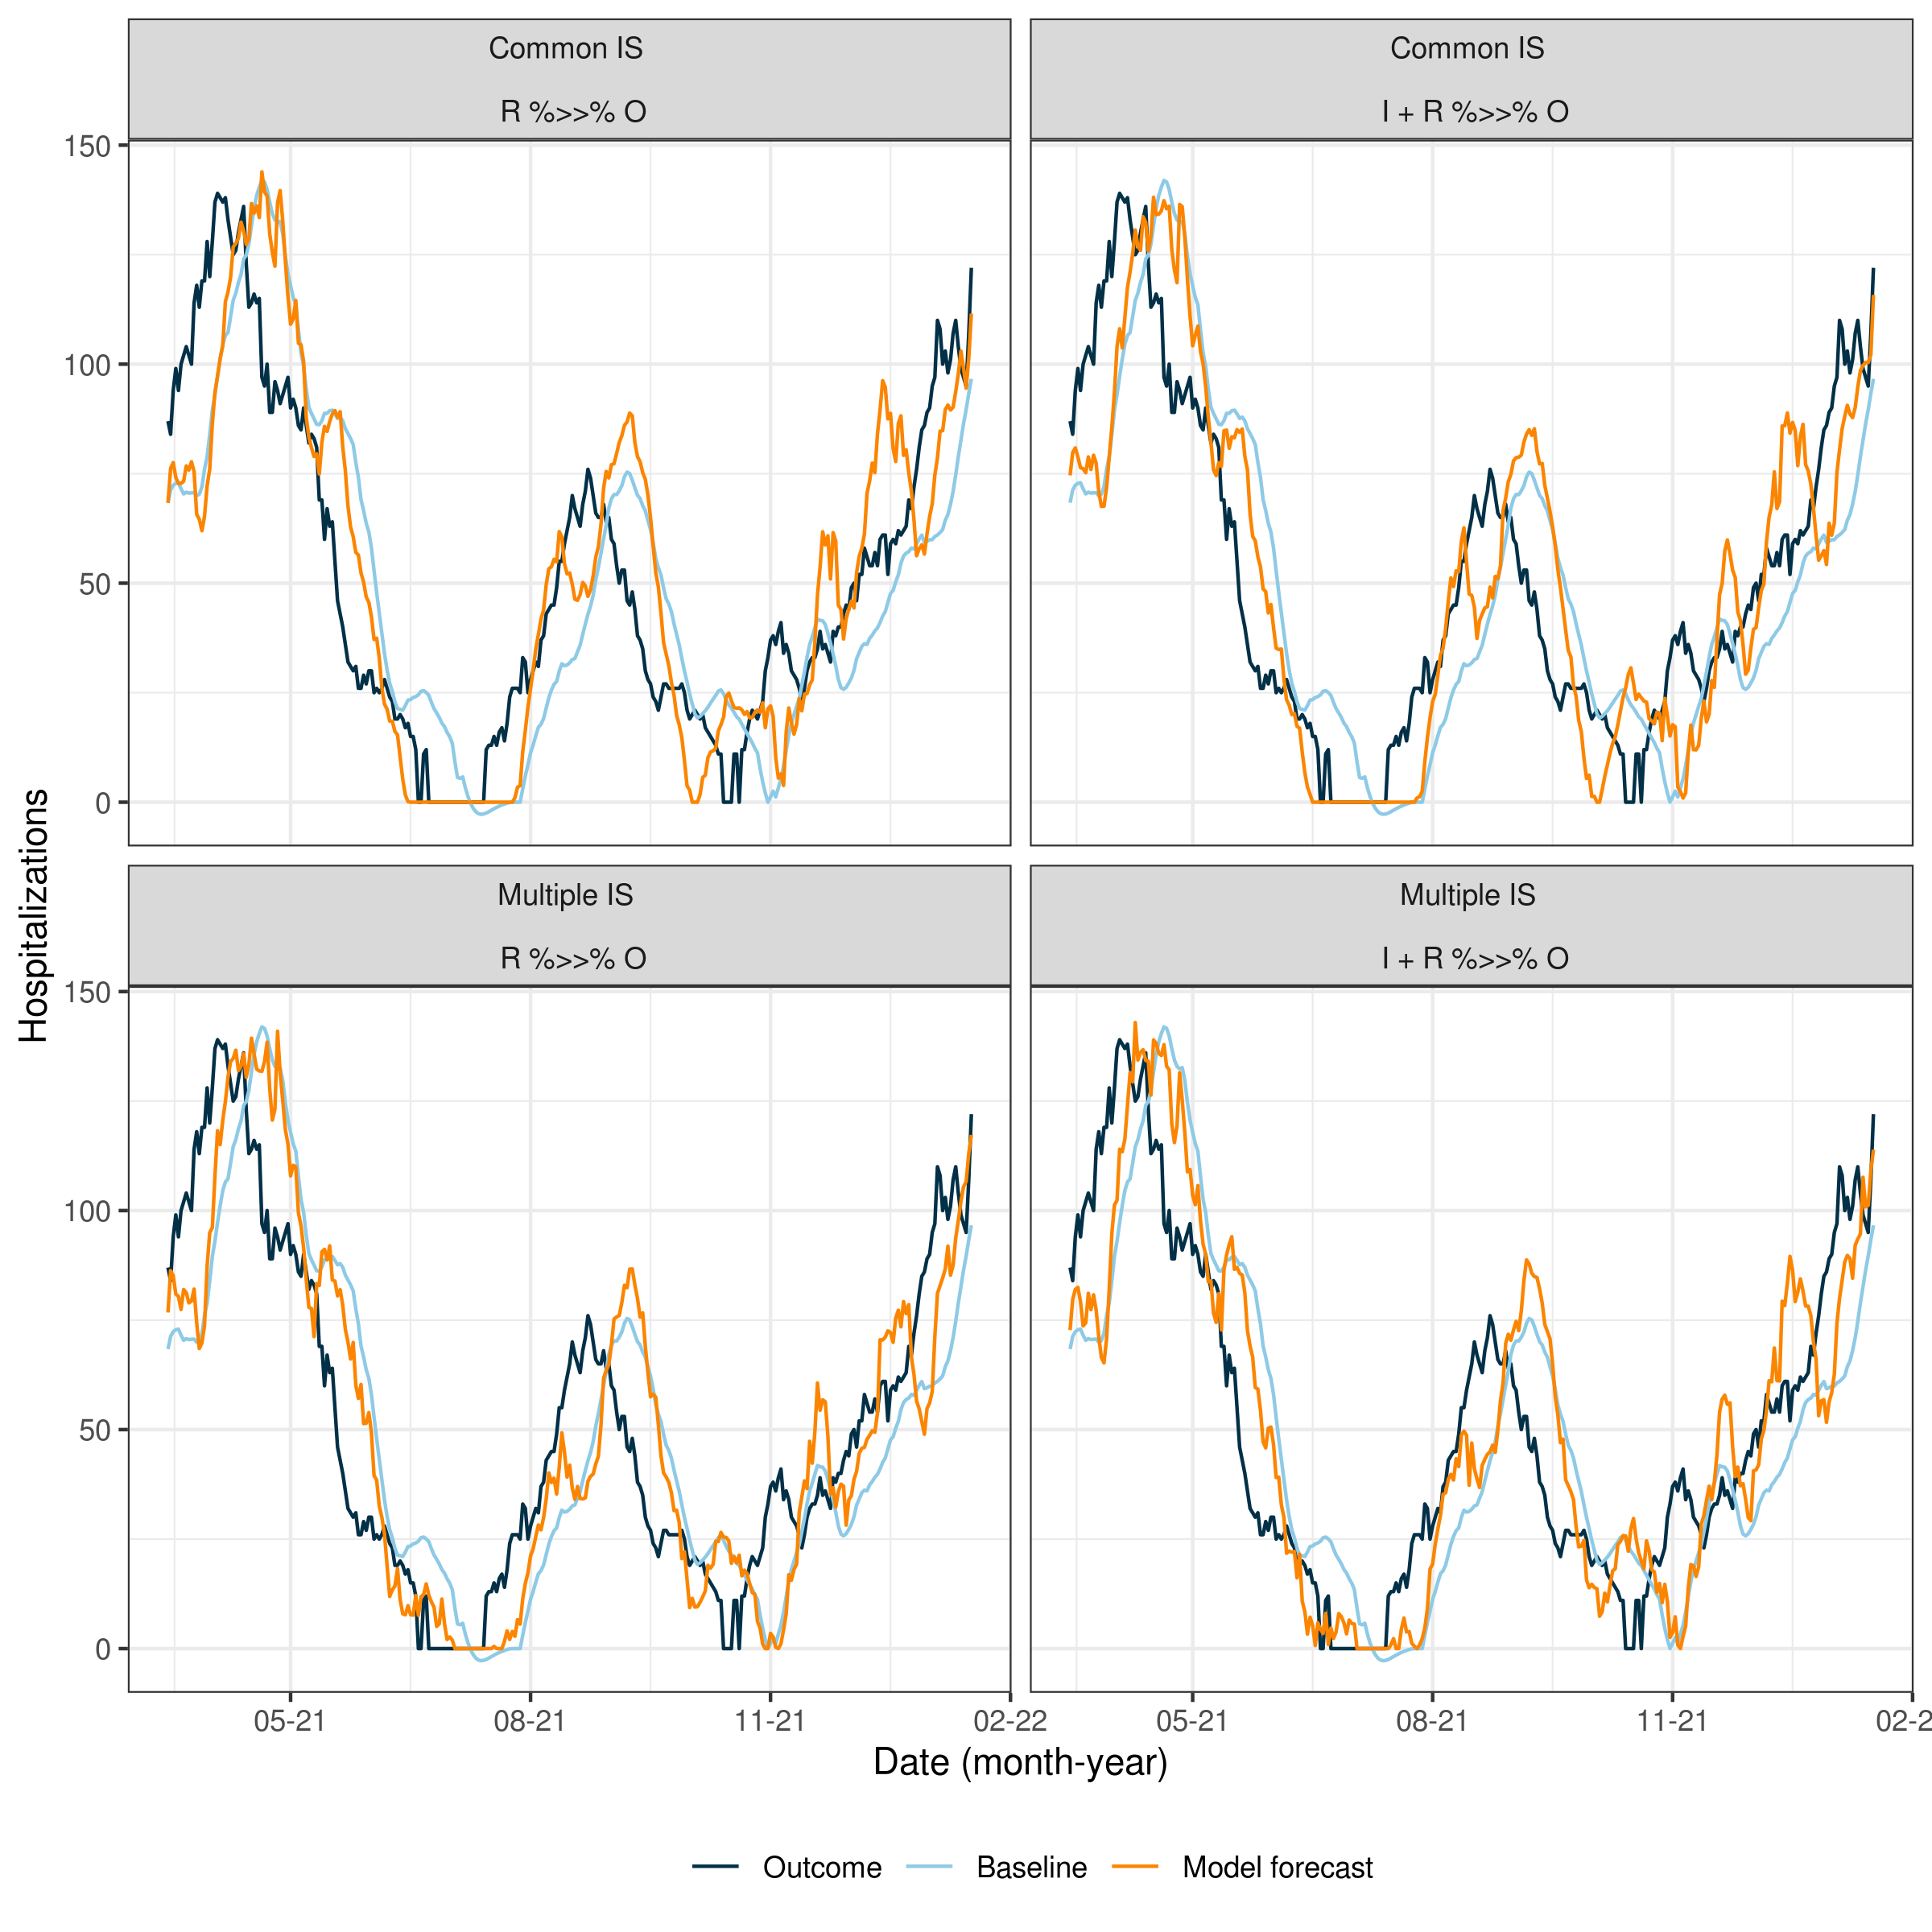 Common IS
R %>>% O
Common IS
I + R %>>% O
150
100
50
0
Multiple IS
R %>>% O
Multiple IS
I + R %>>% O
150
100
50
0
Hospitalizations
05-21
08-21
11-21
02-22
05-21
08-21
11-21
02-2
Date (month-year)
Outcome
Baseline
Model forecast